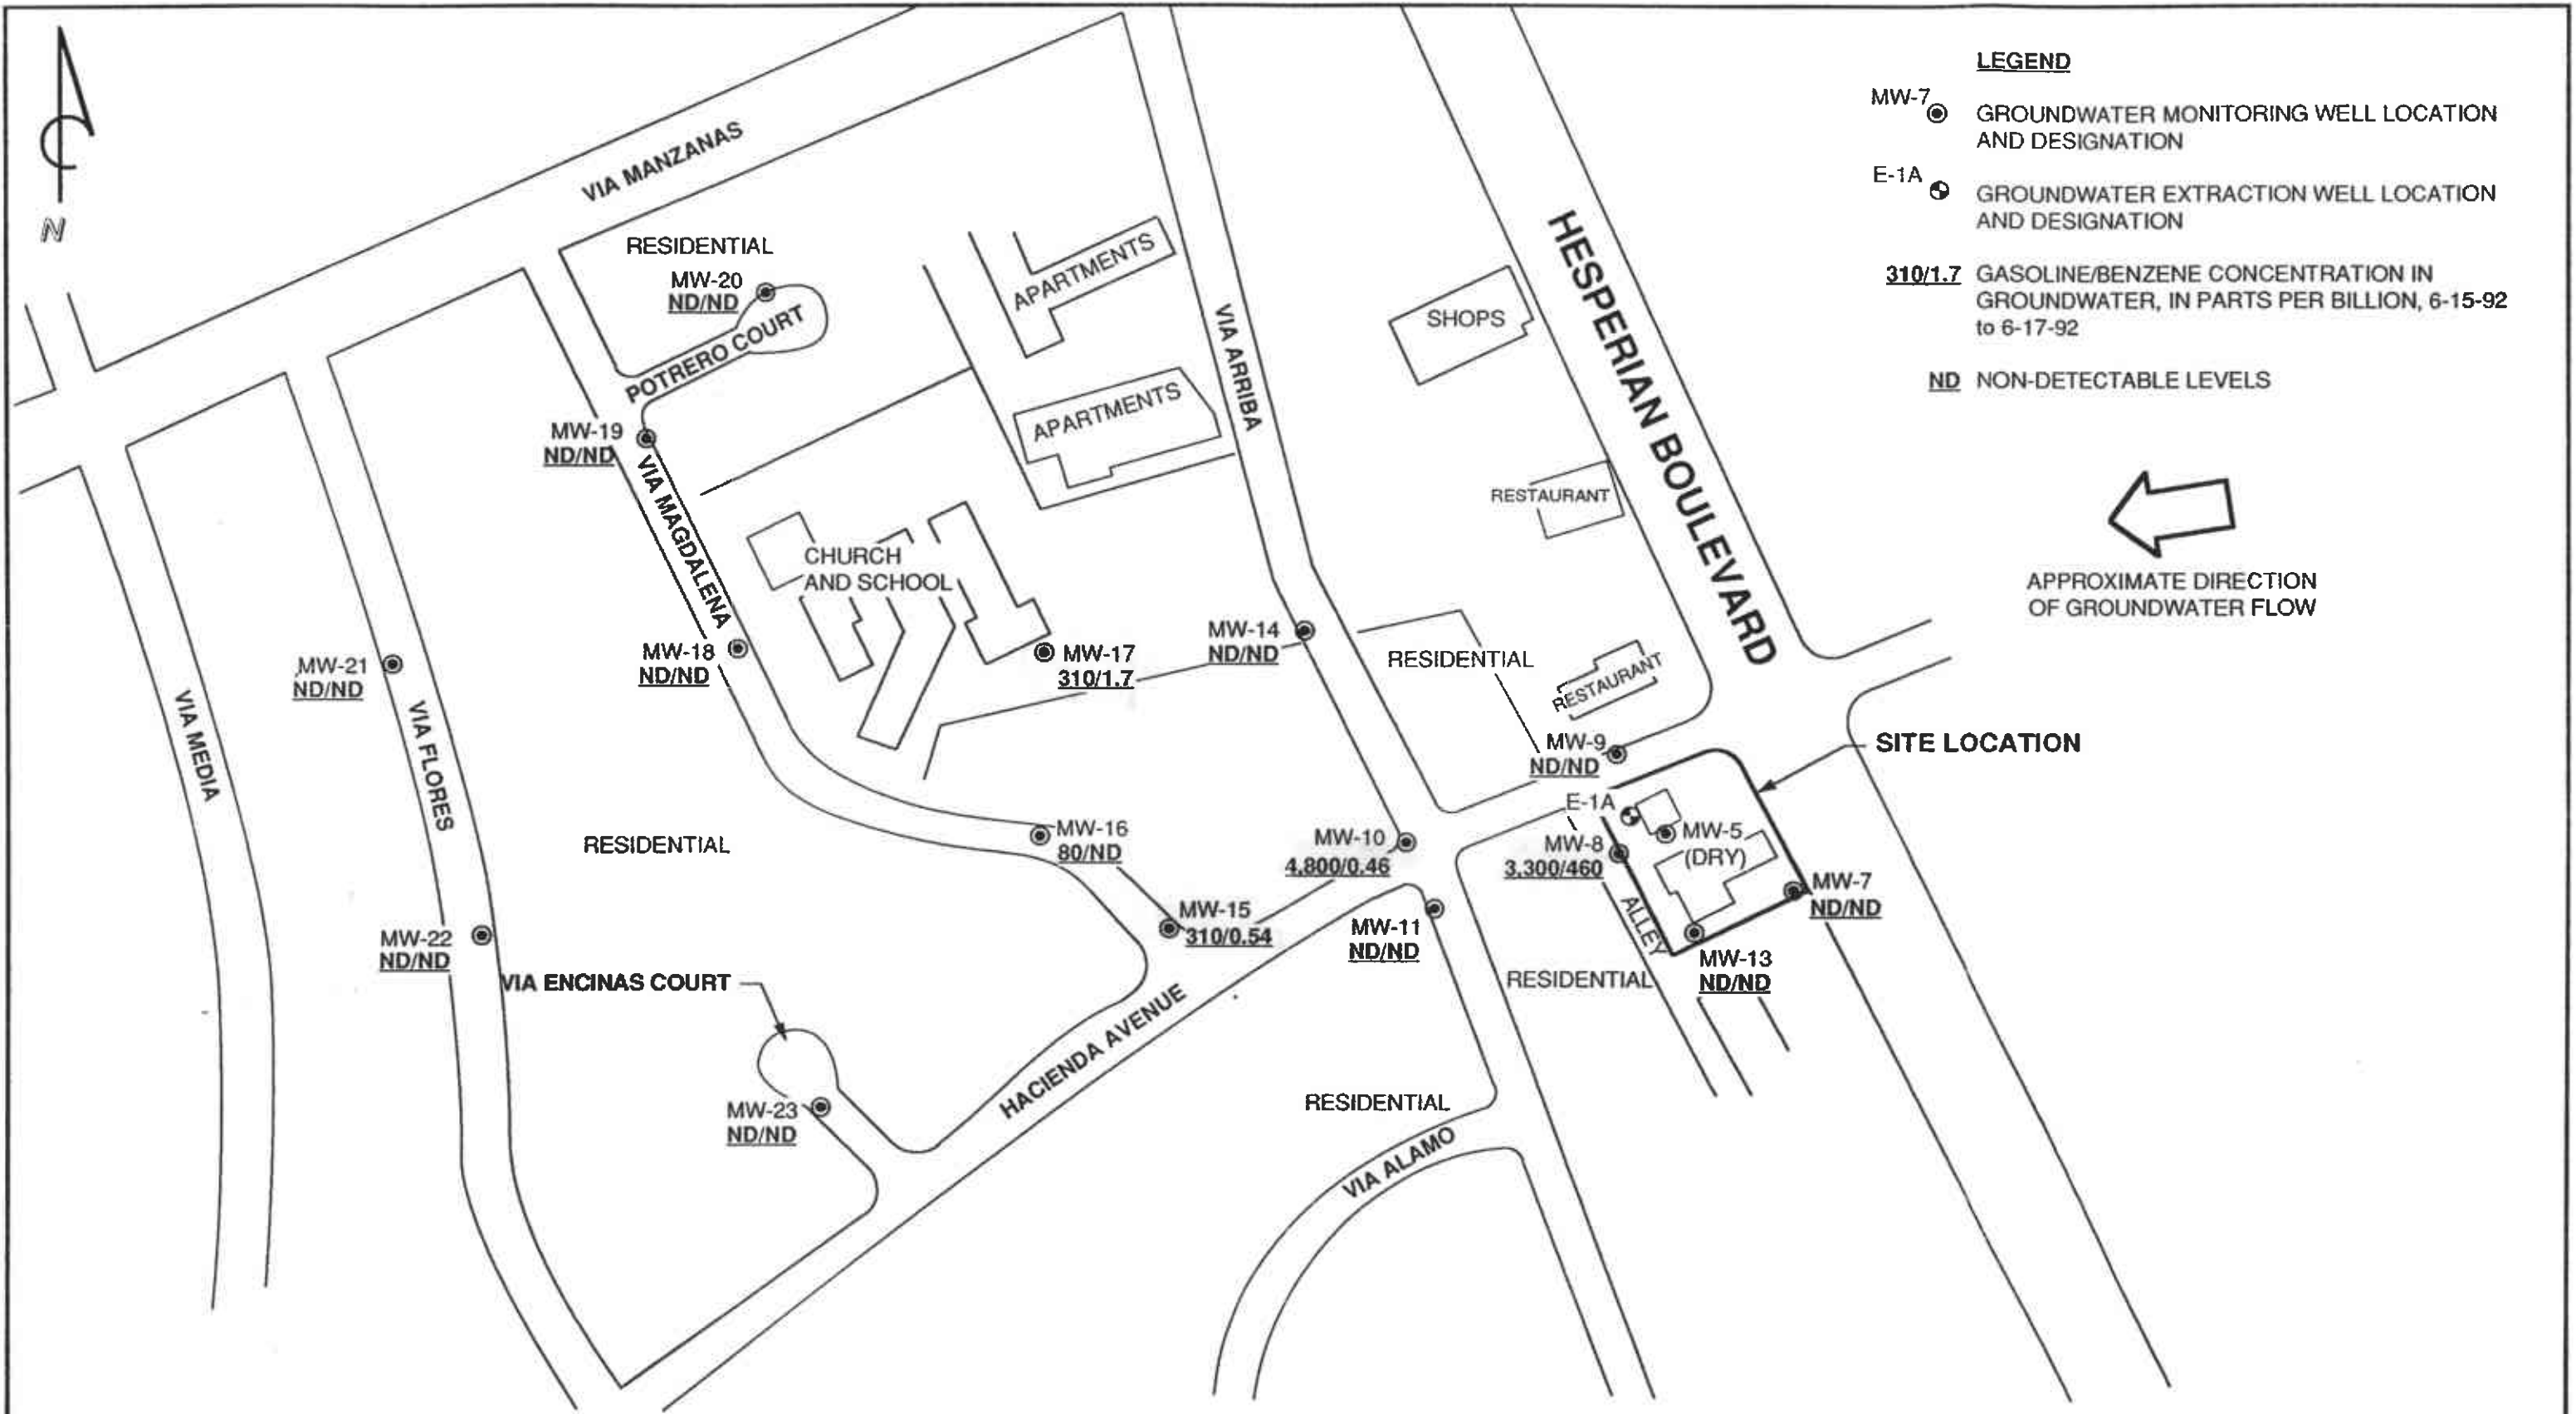 LEGEND
MW-7
GROUNDWATER MONITORING WELL LOCATION
AND DESIGNATION
E-1A
GROUNDWATER EXTRACTION WELL LOCATION
AND DESIGNATION
310/1.7 GASOLINE/BENZENE CONCENTRATION IN
GROUNDWATER, IN PARTS PER BILLION, 6-15-92
to 6-17-92
ND NON-DETECTABLE LEVELS
APPROXIMATE DIRECTION
OF GROUNDWATER FLOW
N
VIA MANZANAS
RESIDENTIAL
MW-20
ND/ND
POTRERO COURT
APARTMENTS
APARTMENTS
VIA ARRIBA
SHOPS
HESPERIAN BOULEVARD
RESTAURANT
MW-19
ND/ND
VIA MAGDALENA
CHURCH
AND SCHOOL
MW-18
ND/ND
MW-17
310/1.7
MW-14
ND/ND
RESIDENTIAL
RESTAURANT
MW-21
ND/ND
VIA MEDIA
VIA FLORES
MW-9
ND/ND
SITE LOCATION
E-1A
MW-5
(DRY)
MW-8
3,300/460
MW-7
ND/ND
ALLEY
MW-13
ND/ND
RESIDENTIAL
MW-16
80/ND
MW-10
4,800/0.46
MW-15
310/0.54
MW-11
ND/ND
RESIDENTIAL
MW-22
ND/ND
VIA ENCINAS COURT
HACIENDA AVENUE
MW-23
ND/ND
RESIDENTIAL
VIA ALAMO